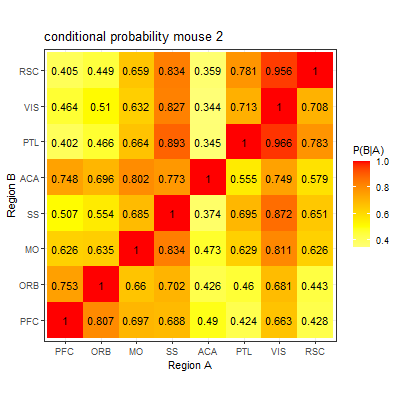 conditional probability mouse 2
RSC 0.405 0.449 0.659 0.834 0.359 0.781 0.956 1
VIS 0.464 0.51 0.632 0.827 0.344 0.713 1 0.708
PTL 0.402 0.466 0.664 0.893 0.345 1 0.966 0.783
ACA 0.748 0.696 0.802 0.773 1 0.555 0.749 0.579
SS 0.507 0.554 0.685 1 0.374 0.695 0.872 0.651
MO 0.626 0.635 1 0.834 0.473 0.629 0.811 0.626
ORB 0.753 1 0.66 0.702 0.426 0.46 0.681 0.443
PFC 1 0.807 0.697 0.688 0.49 0.424 0.663 0.428
PFC ORB MO SS ACA PTL VIS RSC
Region A
Region B
P(B|A)
1.0
0.8
0.6
0.4